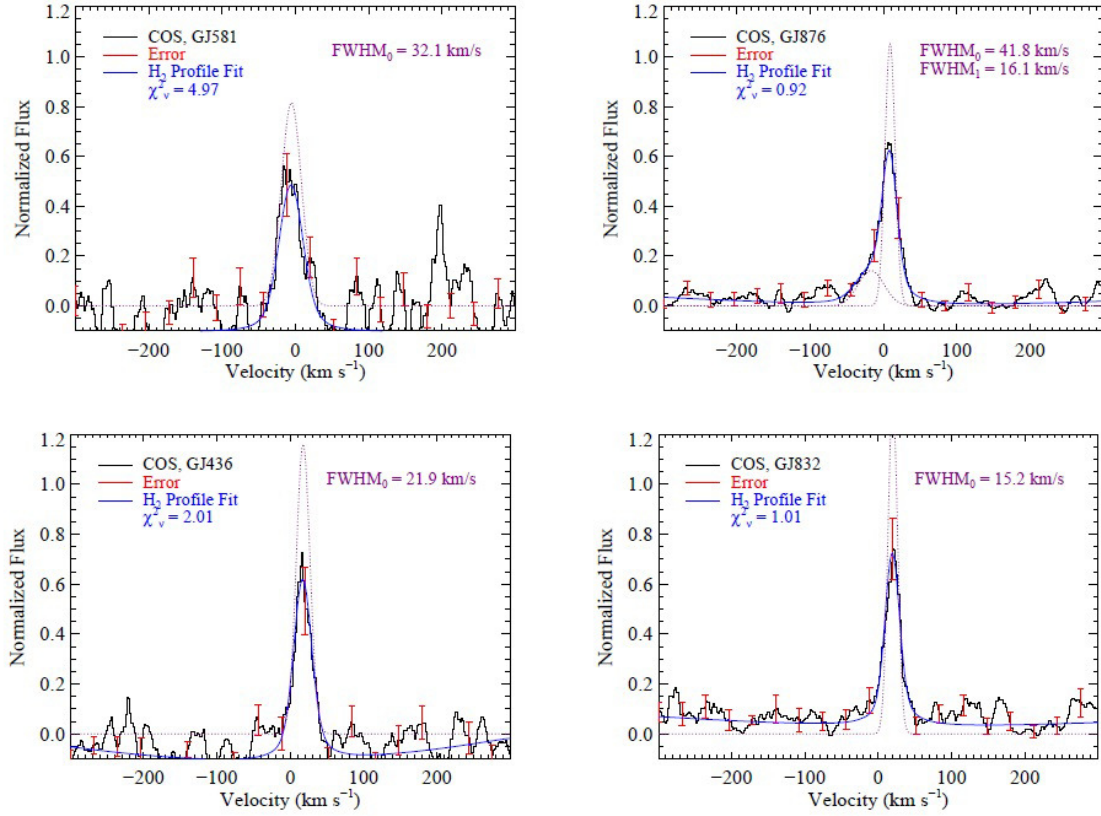 1.2
1.0
0.8
0.6
0.4
0.2
0.0
Normalized Flux
COS, GJ581
Error
H₂ Profile Fit
χ²ᵥ = 4.97
FWHM₀ = 32.1 km/s
−200 −100 0 100 200
Velocity (km s⁻¹)
1.2
1.0
0.8
0.6
0.4
0.2
0.0
Normalized Flux
COS, GJ876
Error
H₂ Profile Fit
χ²ᵥ = 0.92
FWHM₀ = 41.8 km/s
FWHM₁ = 16.1 km/s
−200 −100 0 100 200
Velocity (km s⁻¹)
1.2
1.0
0.8
0.6
0.4
0.2
0.0
Normalized Flux
COS, GJ436
Error
H₂ Profile Fit
χ²ᵥ = 2.01
FWHM₀ = 21.9 km/s
−200 −100 0 100 200
Velocity (km s⁻¹)
1.2
1.0
0.8
0.6
0.4
0.2
0.0
Normalized Flux
COS, GJ832
Error
H₂ Profile Fit
χ²ᵥ = 1.01
FWHM₀ = 15.2 km/s
−200 −100 0 100 200
Velocity (km s⁻¹)